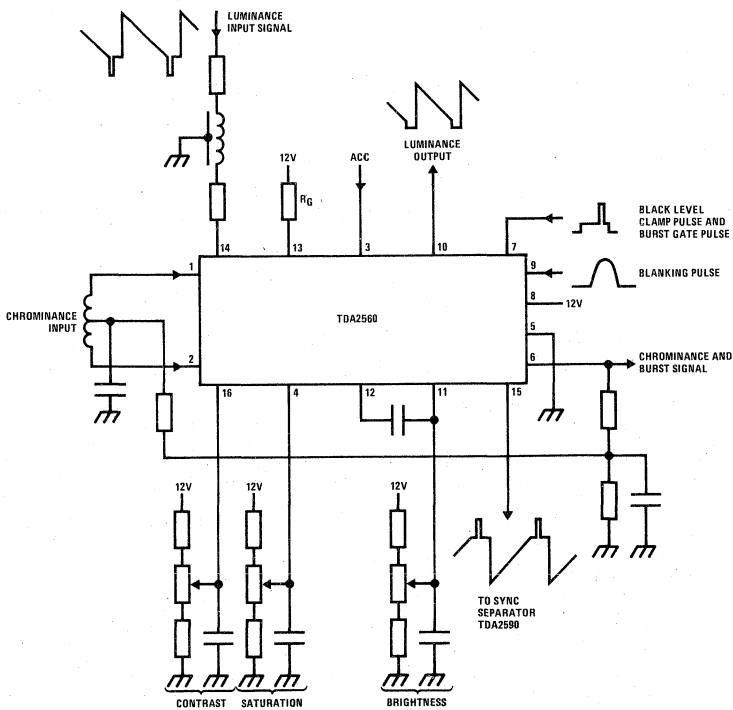 LUMINANCE
INPUT SIGNAL
12V
ACC
LUMINANCE
OUTPUT
RG
BLACK LEVEL
CLAMP PULSE AND
BURST GATE PULSE
14
13
3
10
7
1
9
BLANKING PULSE
8
12V
CHROMINANCE
INPUT
TDA2560
5
2
6
CHROMINANCE AND
BURST SIGNAL
16
4
12
11
15
12V
12V
12V
TO SYNC
SEPARATOR
TDA2590
CONTRAST
SATURATION
BRIGHTNESS